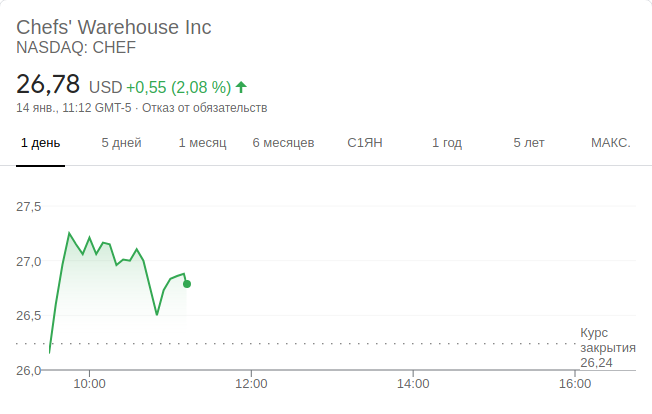 Chefs' Warehouse Inc
NASDAQ: CHEF
26,78 USD +0,55 (2,08 %)
14 янв., 11:12 GMT-5 · Отказ от обязательств
1 день 5 дней 1 месяц 6 месяцев С1ЯН 1 год 5 лет МАКС.
27,5
27,0
26,5
26,0
Курс
закрытия
26,24
10:00 12:00 14:00 16:00